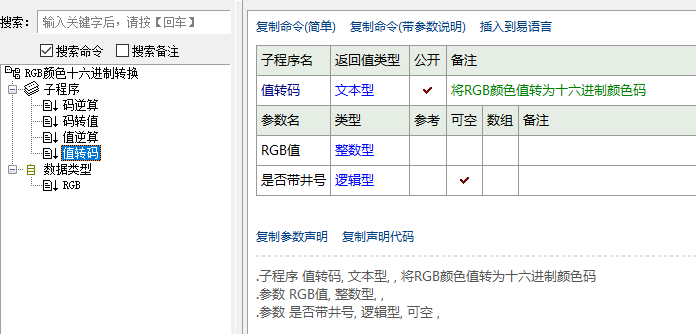 搜索： 输入关键字后，请按【回车】
搜索命令 搜索备注
RGB颜色十六进制转换
子程序
码逆算
码转值
值逆算
值转码
数据类型
RGB
复制命令(简单) 复制命令(带参数说明) 插入到易语言
子程序名 返回值类型 公开 备注
值转码 文本型 将RGB颜色值转为十六进制颜色码
参数名 类型 参考 可空 数组 备注
RGB值 整数型
是否带井号 逻辑型
复制参数声明 复制声明代码
.子程序 值转码, 文本型, , 将RGB颜色值转为十六进制颜色码
.参数 RGB值, 整数型, ,
.参数 是否带井号, 逻辑型, 可空 ,